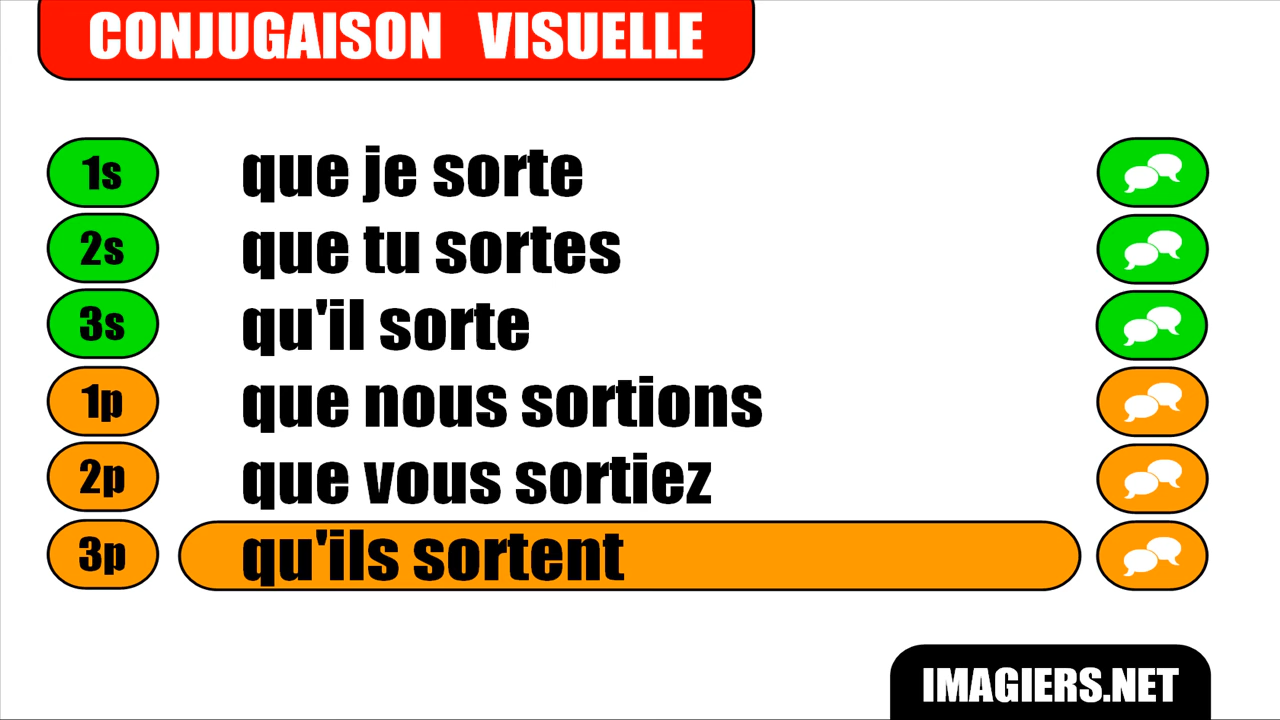 CONJUGAISON VISUELLE
1s que je sorte
2s que tu sortes
3s qu'il sorte
1p que nous sortions
2p que vous sortiez
3p qu'ils sortent
IMAGIERS.NET